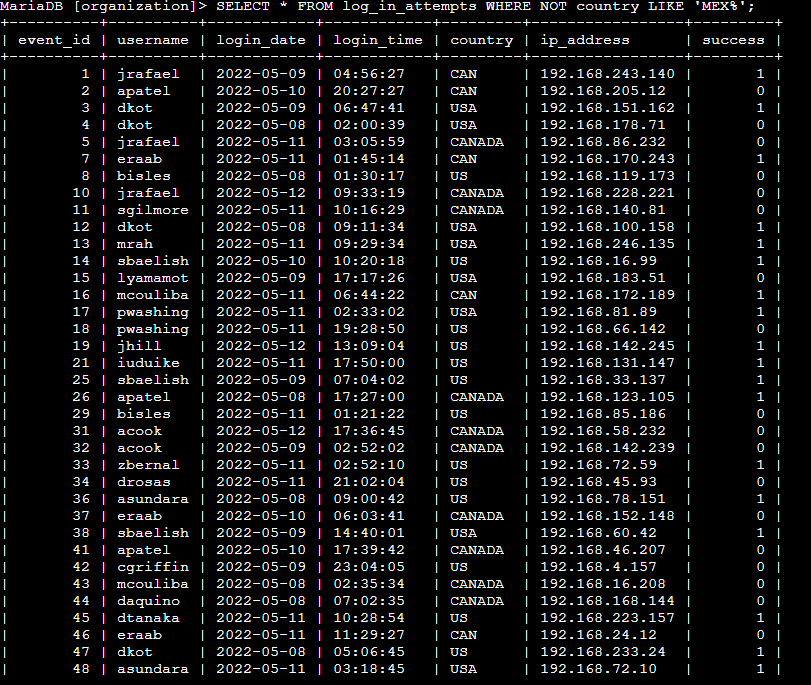 MariaDB [organization]> SELECT * FROM log_in_attempts WHERE NOT country LIKE 'MEX%';
+----------+----------+------------+------------+---------+-----------------+---------+
| event_id | username | login_date | login_time | country | ip_address      | success |
+----------+----------+------------+------------+---------+-----------------+---------+
|        1 | jrafael  | 2022-05-09 | 04:56:27   | CAN     | 192.168.243.140 |       1 |
|        2 | apatel   | 2022-05-10 | 20:27:27   | CAN     | 192.168.205.12  |       0 |
|        3 | dkot     | 2022-05-09 | 06:47:41   | USA     | 192.168.151.162 |       1 |
|        4 | dkot     | 2022-05-08 | 02:00:39   | USA     | 192.168.178.71  |       0 |
|        5 | jrafael  | 2022-05-11 | 03:05:59   | CANADA  | 192.168.86.232  |       0 |
|        7 | eraab    | 2022-05-11 | 01:45:14   | CAN     | 192.168.170.243 |       1 |
|        8 | bisles   | 2022-05-08 | 01:30:17   | US      | 192.168.119.173 |       0 |
|       10 | jrafael  | 2022-05-12 | 09:33:19   | CANADA  | 192.168.228.221 |       0 |
|       11 | sgilmore | 2022-05-11 | 10:16:29   | CANADA  | 192.168.140.81  |       0 |
|       12 | dkot     | 2022-05-08 | 09:11:34   | USA     | 192.168.100.158 |       1 |
|       13 | mrah     | 2022-05-11 | 09:29:34   | USA     | 192.168.246.135 |       1 |
|       14 | sbaelish | 2022-05-10 | 10:20:18   | US      | 192.168.16.99   |       1 |
|       15 | lyamamot | 2022-05-09 | 17:17:26   | USA     | 192.168.183.51  |       0 |
|       16 | mcouliba | 2022-05-11 | 06:44:22   | CAN     | 192.168.172.189 |       1 |
|       17 | pwashing | 2022-05-11 | 02:33:02   | USA     | 192.168.81.89   |       1 |
|       18 | pwashing | 2022-05-11 | 19:28:50   | US      | 192.168.66.142  |       0 |
|       19 | jhill    | 2022-05-12 | 13:09:04   | US      | 192.168.142.245 |       1 |
|       21 | iuduike  | 2022-05-11 | 17:50:00   | US      | 192.168.131.147 |       1 |
|       25 | sbaelish | 2022-05-09 | 07:04:02   | US      | 192.168.33.137  |       1 |
|       26 | apatel   | 2022-05-08 | 17:27:00   | CANADA  | 192.168.123.105 |       1 |
|       29 | bisles   | 2022-05-11 | 01:21:22   | US      | 192.168.85.186  |       0 |
|       31 | acook    | 2022-05-12 | 17:36:45   | CANADA  | 192.168.58.232  |       0 |
|       32 | acook    | 2022-05-09 | 02:52:02   | CANADA  | 192.168.142.239 |       0 |
|       33 | zbernal  | 2022-05-11 | 02:52:10   | US      | 192.168.72.59   |       1 |
|       34 | drosas   | 2022-05-11 | 21:02:04   | US      | 192.168.45.93   |       0 |
|       36 | asundara | 2022-05-08 | 09:00:42   | US      | 192.168.78.151  |       1 |
|       37 | eraab    | 2022-05-10 | 06:03:41   | CANADA  | 192.168.152.148 |       0 |
|       38 | sbaelish | 2022-05-09 | 14:40:01   | USA     | 192.168.60.42   |       1 |
|       41 | apatel   | 2022-05-10 | 17:39:42   | CANADA  | 192.168.46.207  |       0 |
|       42 | cgriffin | 2022-05-09 | 23:04:05   | US      | 192.168.4.157   |       0 |
|       43 | mcouliba | 2022-05-08 | 02:35:34   | CANADA  | 192.168.16.208  |       0 |
|       44 | daquino  | 2022-05-08 | 07:02:35   | CANADA  | 192.168.168.144 |       0 |
|       45 | dtanaka  | 2022-05-11 | 10:28:54   | US      | 192.168.223.157 |       1 |
|       46 | eraab    | 2022-05-11 | 11:29:27   | CAN     | 192.168.24.12   |       0 |
|       47 | dkot     | 2022-05-08 | 05:06:45   | US      | 192.168.233.24  |       1 |
|       48 | asundara | 2022-05-11 | 03:18:45   | USA     | 192.168.72.10   |       1 |